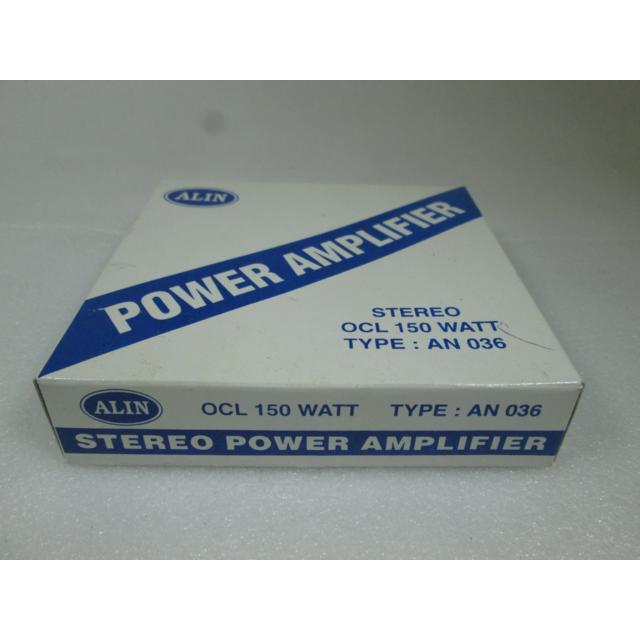 ALIN
POWER AMPLIFIER
STEREO
OCL 150 WATT
TYPE : AN 036
ALIN
OCL 150 WATT TYPE : AN 036
STEREO POWER AMPLIFIER